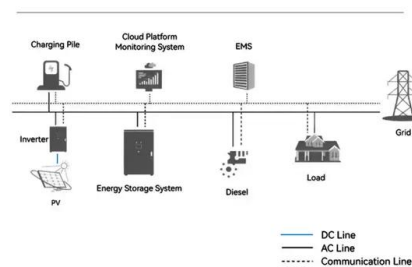 Charging Pile
Cloud Platform
Monitoring System
EMS
Grid
Inverter
PV
Energy Storage System
Diesel
Load
DC Line
AC Line
Communication Line